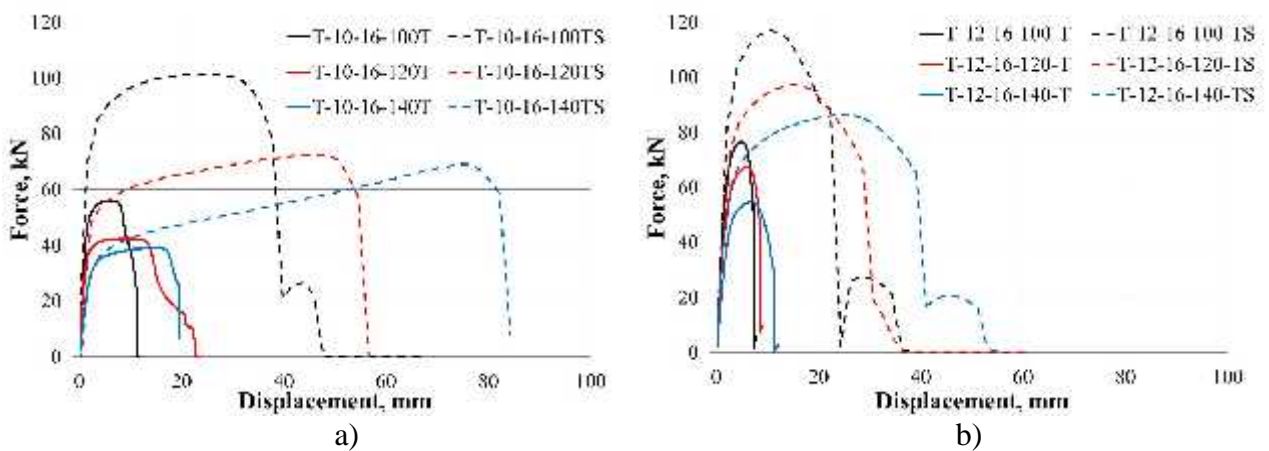 120
100
80
60
40
20
0
Force, kN
T-10-16-100T
T-10-16-100TS
T-10-16-120T
T-10-16-120TS
T-10-16-140T
T-10-16-140TS
0 20 40 60 80 100
Displacement, mm
a)
120
100
80
60
40
20
0
Force, kN
T-12-16-100-T
T-12-16-100-TS
T-12-16-120-T
T-12-16-120-TS
T-12-16-140-T
T-12-16-140-TS
0 20 40 60 80 100
Displacement, mm
b)